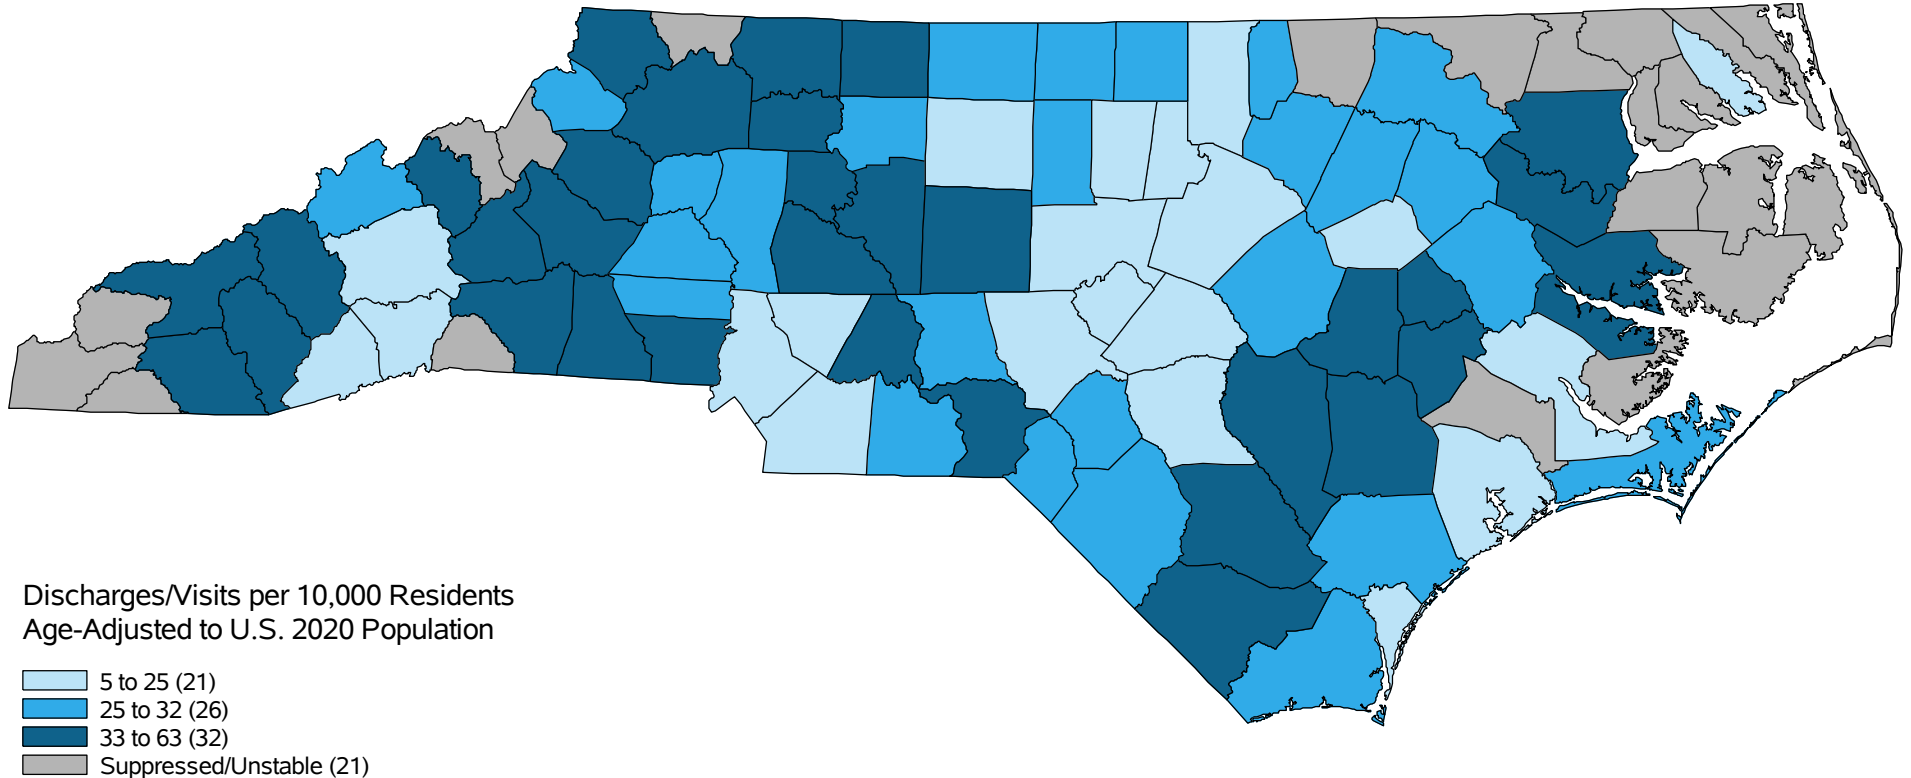 Discharges/Visits per 10,000 Residents
Age-Adjusted to U.S. 2020 Population
5 to 25 (21)
25 to 32 (26)
33 to 63 (32)
Suppressed/Unstable (21)